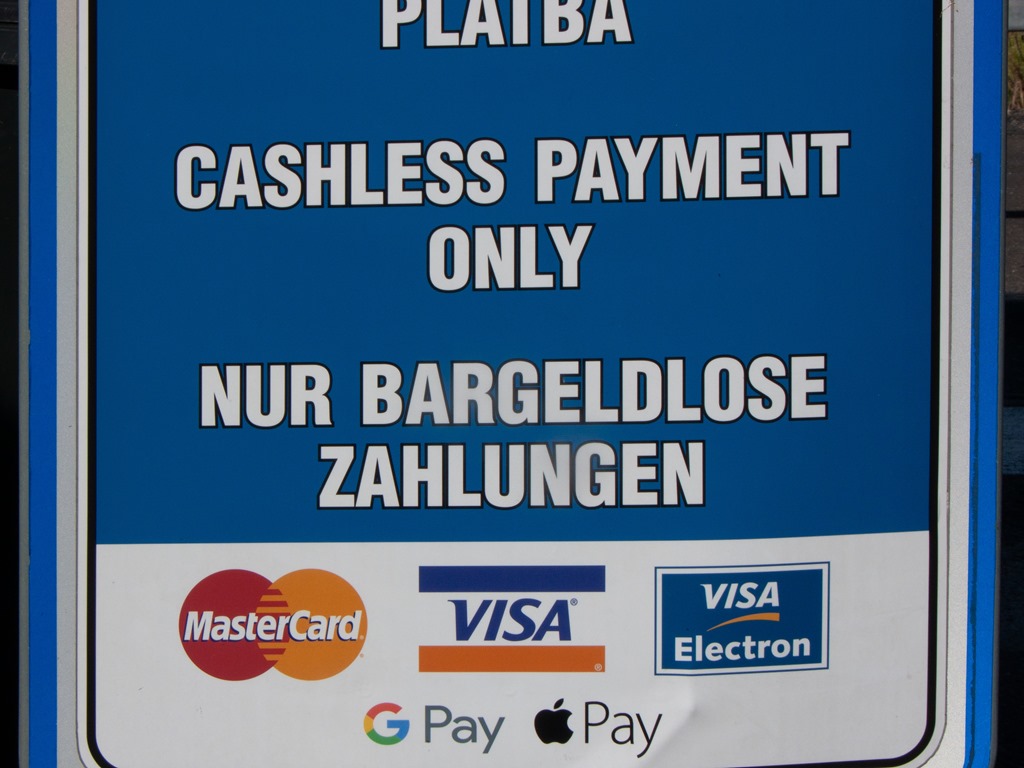 PLATBA
CASHLESS PAYMENT
ONLY
NUR BARGELDLOSE
ZAHLUNGEN
MasterCard VISA® VISA
Electron
G Pay Pay